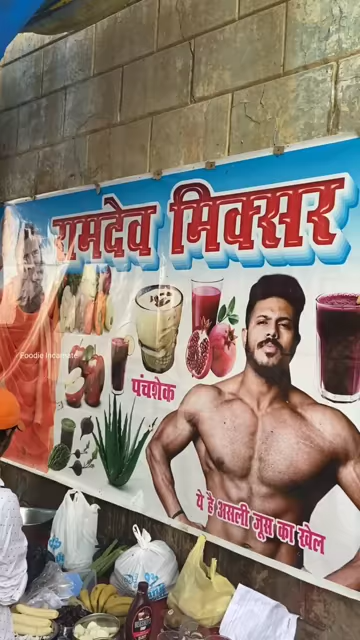 रामदेव मिक्सर
Foodie Incarnate
पंचशेक
ये है असली जूस का खेल